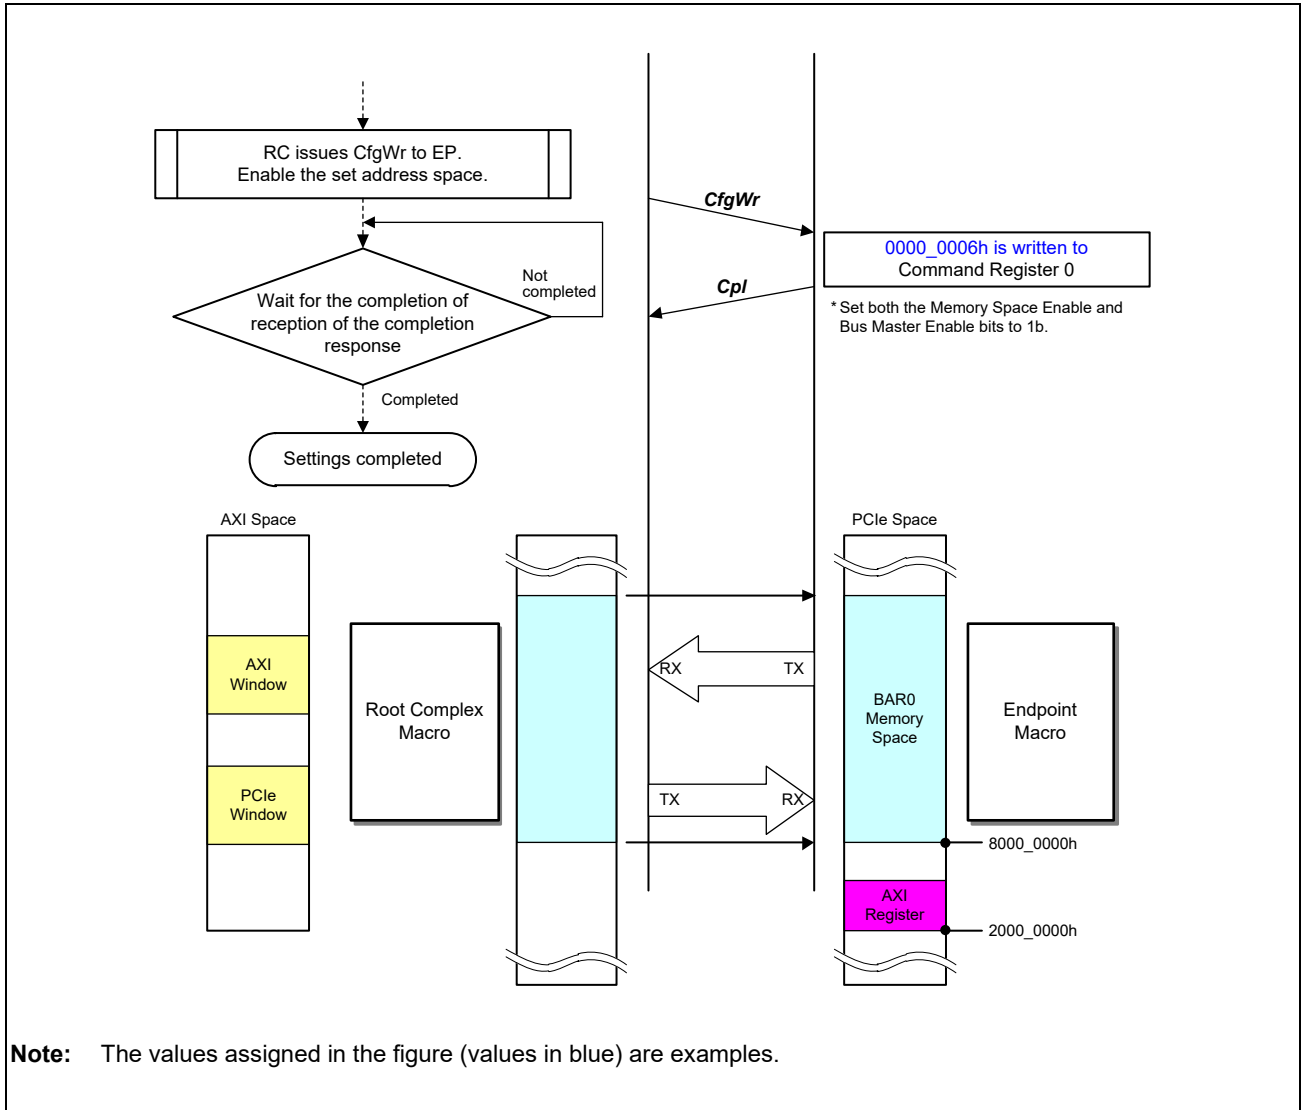 RC issues CfgWr to EP.
Enable the set address space.
CfgWr
0000_0006h is written to
Command Register 0
Not
completed
Cpl
Wait for the completion of
reception of the completion
response
* Set both the Memory Space Enable and
Bus Master Enable bits to 1b.
Completed
Settings completed
AXI Space
PCIe Space
AXI
Window
RX
TX
Root Complex
Macro
BAR0
Memory
Space
Endpoint
Macro
PCIe
Window
TX
RX
8000_0000h
AXI
Register
2000_0000h
Note: The values assigned in the figure (values in blue) are examples.